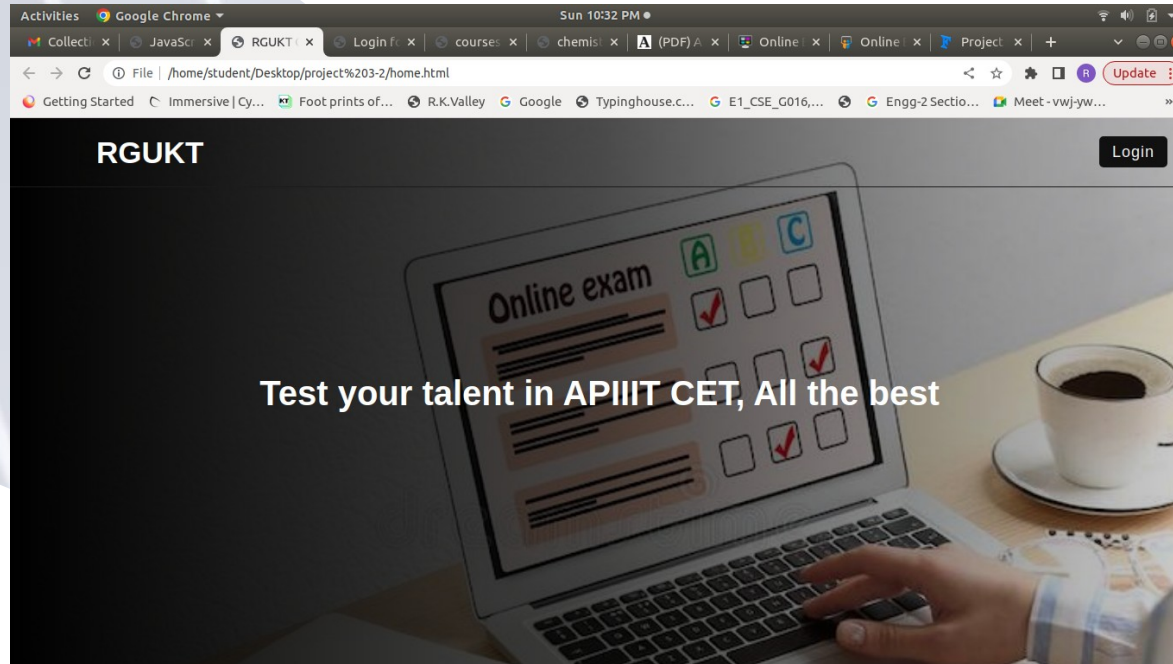 Activities Google Chrome Sun 10:32 PM
Collecti JavaScr RGUKT Login fo courses chemist (PDF) A Online Online Project
File /home/student/Desktop/project%203-2/home.html Update
Getting Started Immersive | Cy... Foot prints of... R.K.Valley Google Typinghouse.c... E1_CSE_G016,... Engg-2 Sectio... Meet - vwj-yw... »
RGUKT Login
A C
Online exam
Test your talent in APIIIT CET, All the best